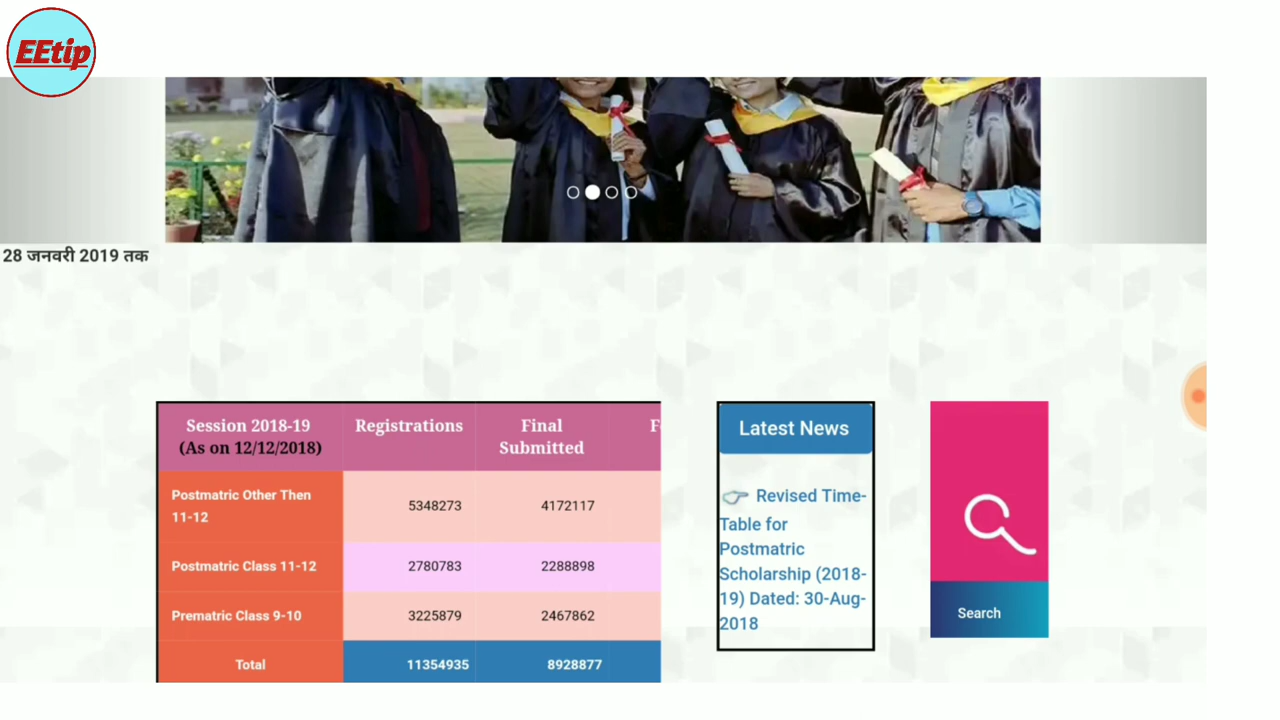 EEtip
28 जनवरी 2019 तक
Session 2018-19
(As on 12/12/2018)
Registrations
Final
Submitted
Postmatric Other Then
11-12
5348273
4172117
Postmatric Class 11-12
2780783
2288898
Prematric Class 9-10
3225879
2467862
Total
11354935
8928877
Latest News
Revised Time-
Table for
Postmatric
Scholarship (2018-
19) Dated: 30-Aug-
2018
Search